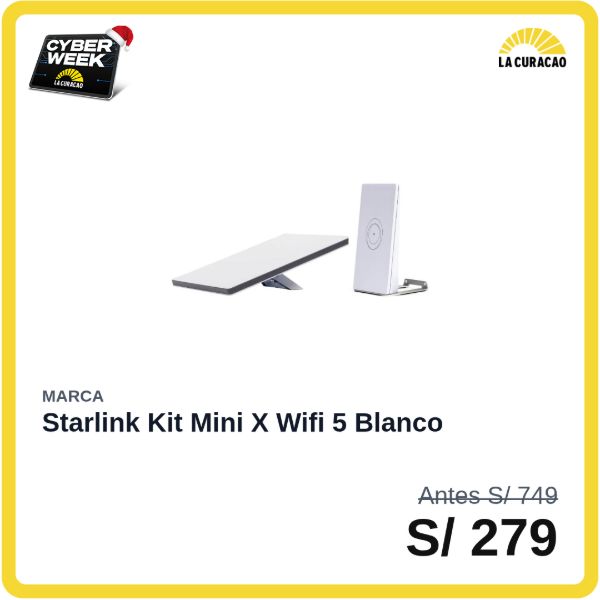 CYBER
WEEK
LA CURACAO
LA CURACAO
MARCA
Starlink Kit Mini X Wifi 5 Blanco
Antes S/ 749
S/ 279